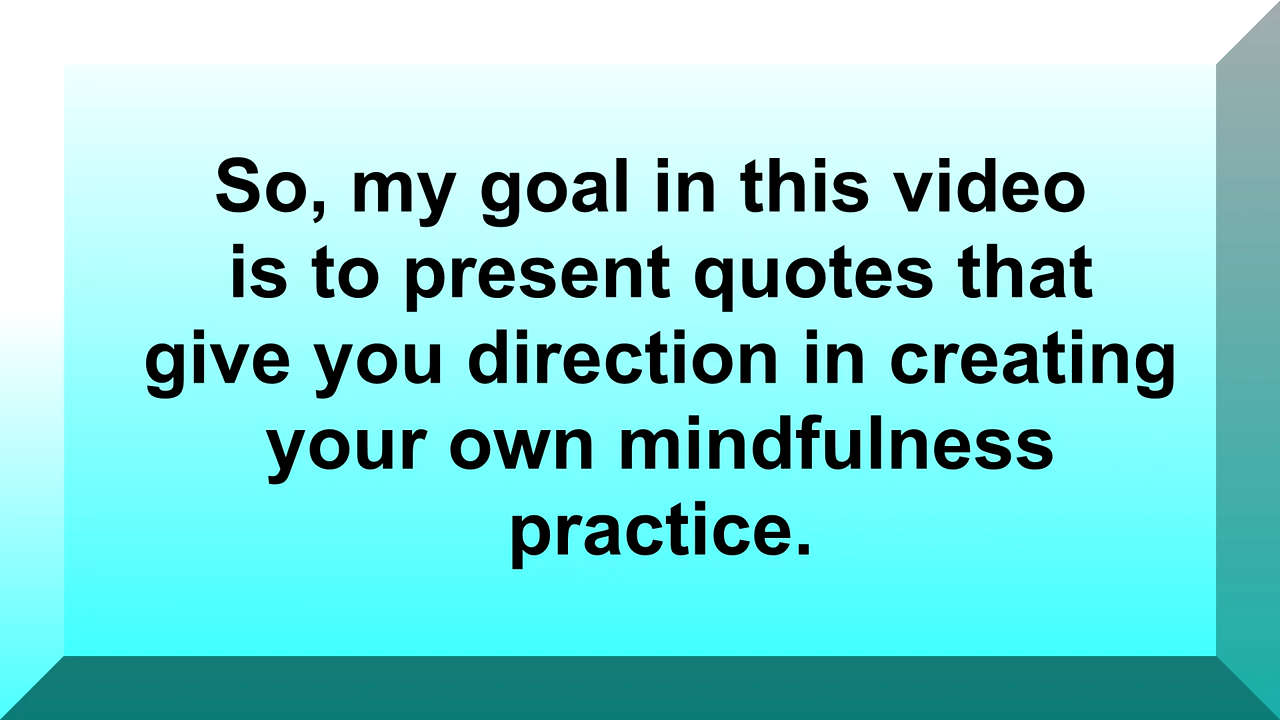 So, my goal in this video
is to present quotes that
give you direction in creating
your own mindfulness
practice.